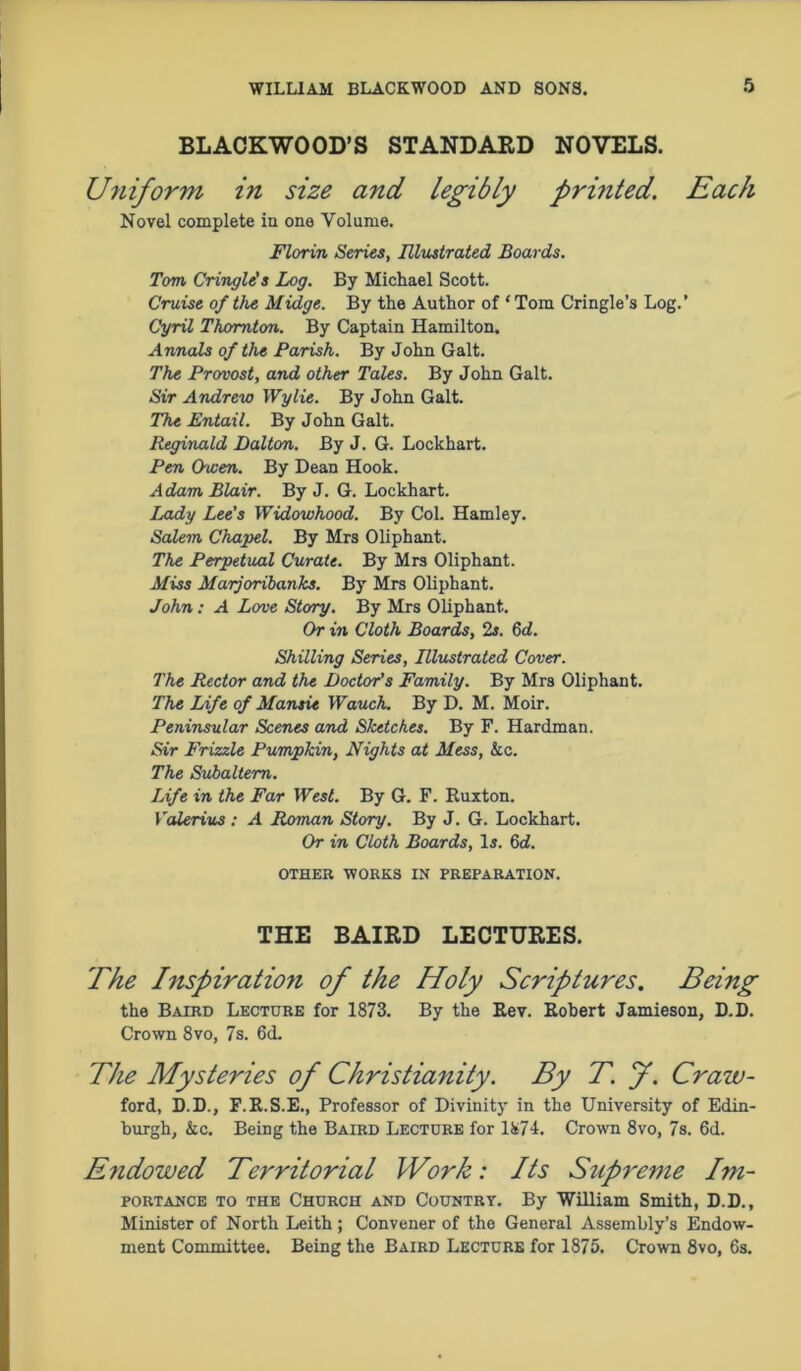 WILLIAM BLACKWOOD AND SONS. 5
BLACKWOOD'S STANDARD NOVELS.
Uniform in size and legibly printed. Each
Novel complete in one Volume.
Florin Series, Illustrated Boards.
Tom Cringle's Log. By Michael Scott.
Cruise of the Midge. By the Author of 'Tom Cringle's Log.'
Cyril Thornton. By Captain Hamilton.
Annals of the Parish. By John Galt.
The Provost, and other Tales. By John Galt.
Sir Andrew Wylie. By John Galt.
The Entail. By John Galt.
Reginald Dalton. By J. G. Lockhart.
Pen Owen. By Dean Hook.
Adam Blair. By J. G. Lockhart.
Lady Lee's Widowhood. By Col. Hamley.
Salem Chapel. By Mrs Oliphant.
The Perpetual Curate. By Mrs Oliphant.
Miss Marjoribanks. By Mrs Oliphant.
John: A Love Story. By Mrs Oliphant.
Or in Cloth Boards, 2s. 6d.
Shilling Series, Illustrated Cover.
The Rector and the Doctor's Family. By Mrs Oliphant.
The Life of Mansie Wauch. By D. M. Moir.
Peninsular Scenes and Sketches. By F. Hardman.
Sir Frizzle Pumpkin, Nights at Mess, &c.
The Subaltern.
Life in the Far West. By G. F. Ruxton.
Valerius: A Roman Story. By J. G. Lockhart.
Or in Cloth Boards, 1s. 6d.
OTHER WORKS IN PREPARATION.
THE BAIRD LECTURES.
The Inspiration of the Holy Scriptures. Being
the BAIRD LECTURE for 1873. By the Rev. Robert Jamieson, D.D.
Crown 8vo, 7s. 6d.
The Mysteries of Christianity. By T. J. Craw-
ford, D.D., F.R.S.E., Professor of Divinity in the University of Edin-
burgh, &c. Being the BAIRD LECTURE for 1874. Crown 8vo, 7s. 6d.
Endowed Territorial Work: Its Supreme Im-
PORTANCE TO THE CHURCH AND COUNTRY. By William Smith, D.D.,
Minister of North Leith; Convener of the General Assembly's Endow-
ment Committee. Being the BAIRD LECTURE for 1875. Crown 8vo, 6s.